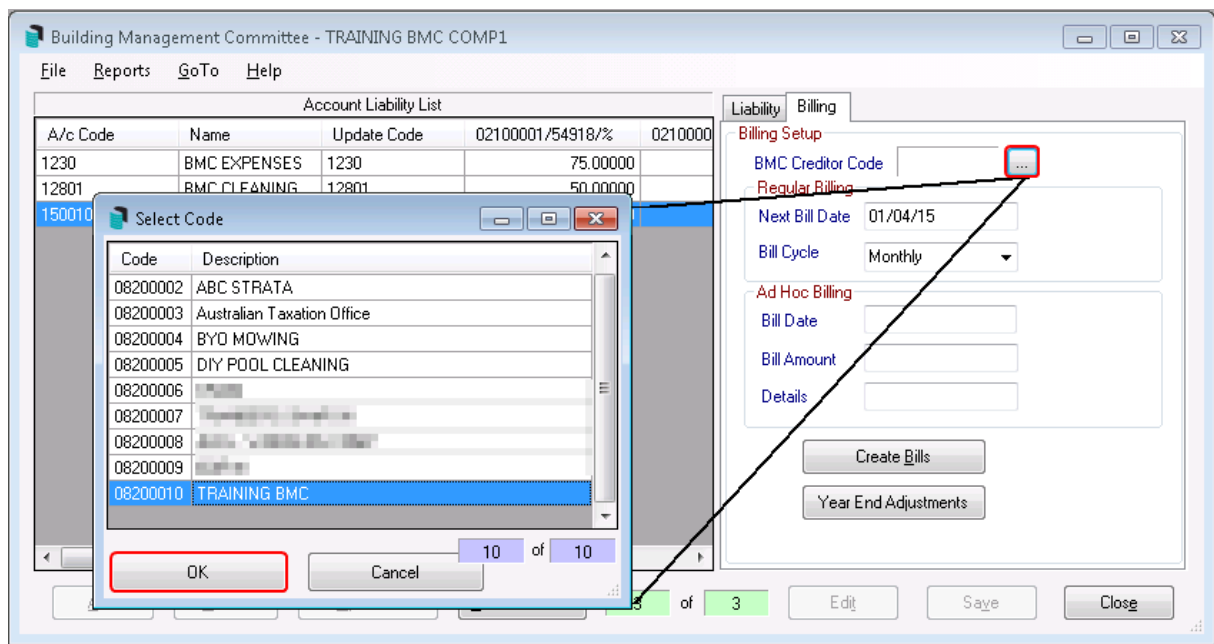 Building Management Committee - TRAINING BMC COMP1
File Reports GoTo Help
Account Liability List
A/c Code Name Update Code 02100001/54918/% 0210000
1230 BMC EXPENSES 1230 75.00000
12801 BMC CLEANING 12801 50.00000
150010
Select Code
Code Description
08200002 ABC STRATA
08200003 Australian Taxation Office
08200004 BYO MOWING
08200005 DIY POOL CLEANING
08200006
08200007
08200008
08200009
08200010 TRAINING BMC
10 of 10
OK Cancel
Liability Billing
Billing Setup
BMC Creditor Code ...
Regular Billing
Next Bill Date 01/04/15
Bill Cycle Monthly
Ad Hoc Billing
Bill Date
Bill Amount
Details
Create Bills
Year End Adjustments
of 3 Edit Save Close